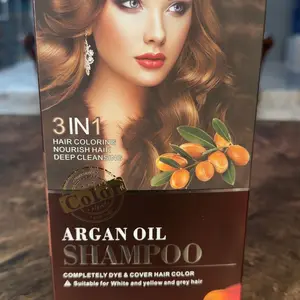 3 IN 1
HAIR COLORING
NOURISH HAIR
DEEP CLEANSING
Color
ARGAN OIL
SHAMPOO
COMPLETELY DYE & COVER HAIR COLOR
Suitable for White and yellow and grey hair